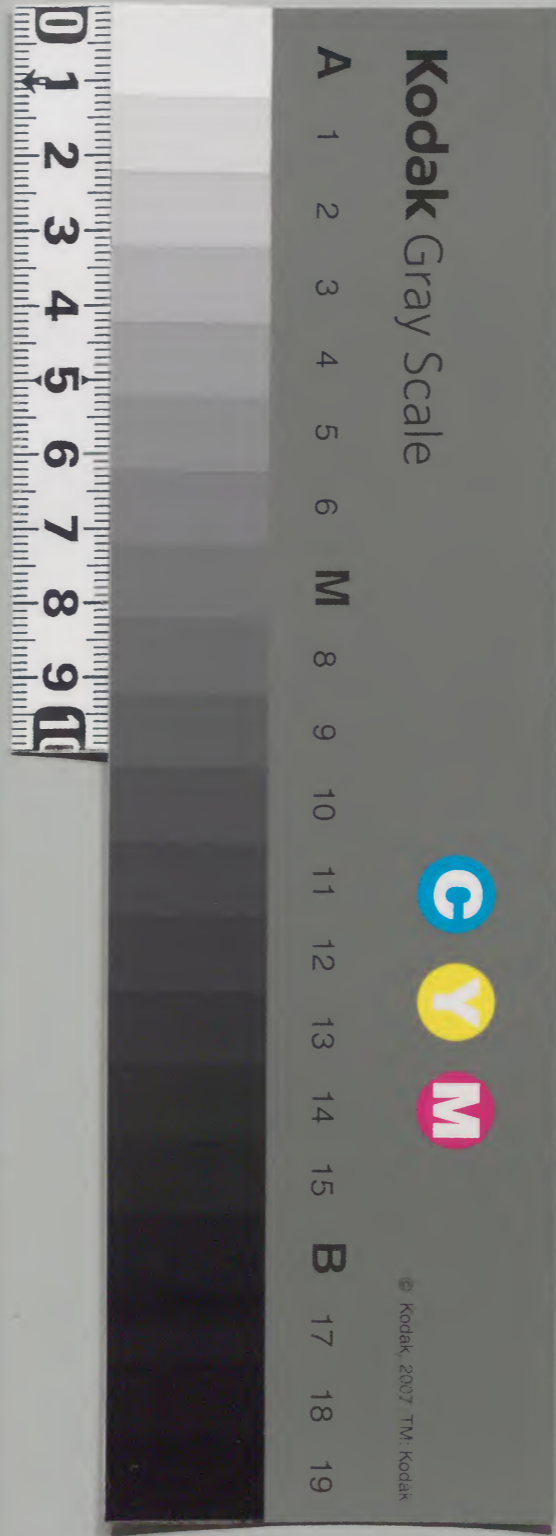 Kodak Gray Scale
C Y M
© Kodak, 2007 TM: Kodak
A 1 2 3 4 5 6 M 8 9 10 11 12 13 14 15 B 17 18 19
0 1 2 3 4 5 6 7 8 9 10